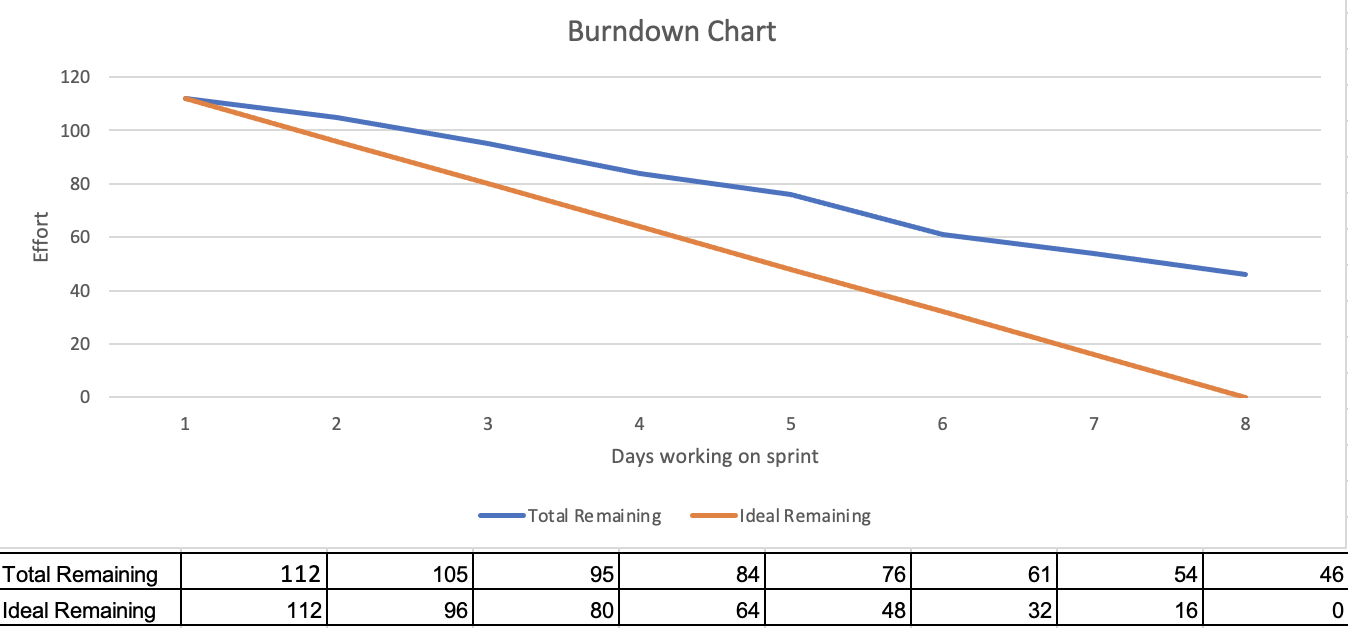 Burndown Chart
120
100
80
60
40
20
0
Effort
1 2 3 4 5 6 7 8
Days working on sprint
Total Remaining Ideal Remaining
Total Remaining 112 105 95 84 76 61 54 46
Ideal Remaining 112 96 80 64 48 32 16 0